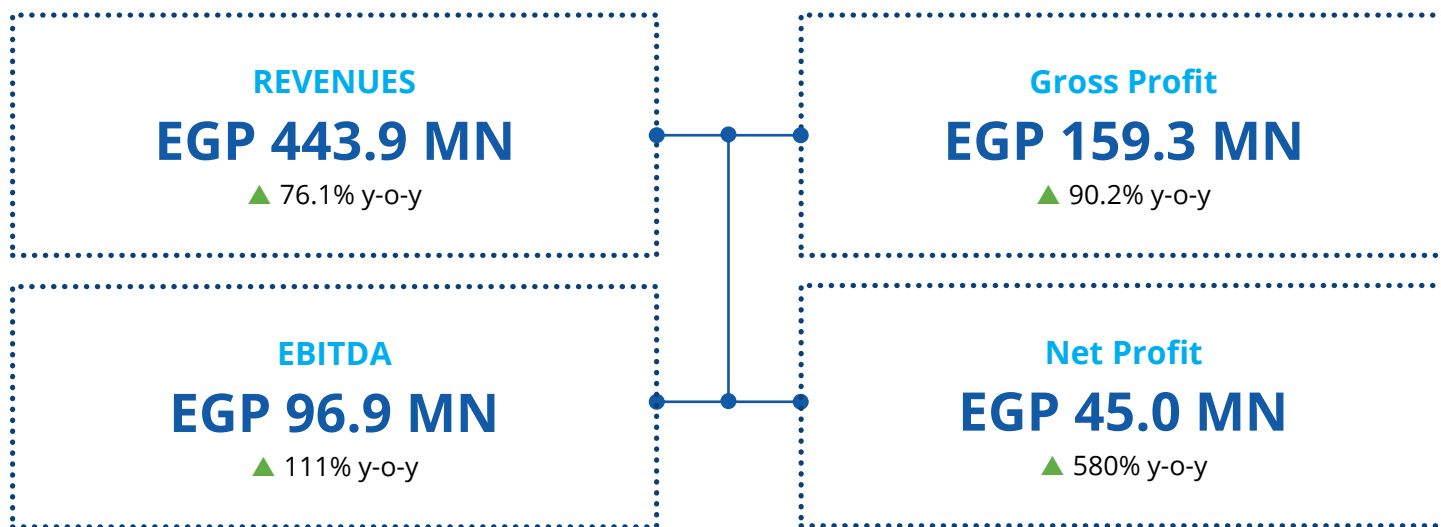 REVENUES
EGP 443.9 MN
76.1% y-o-y
Gross Profit
EGP 159.3 MN
90.2% y-o-y
EBITDA
EGP 96.9 MN
111% y-o-y
Net Profit
EGP 45.0 MN
580% y-o-y